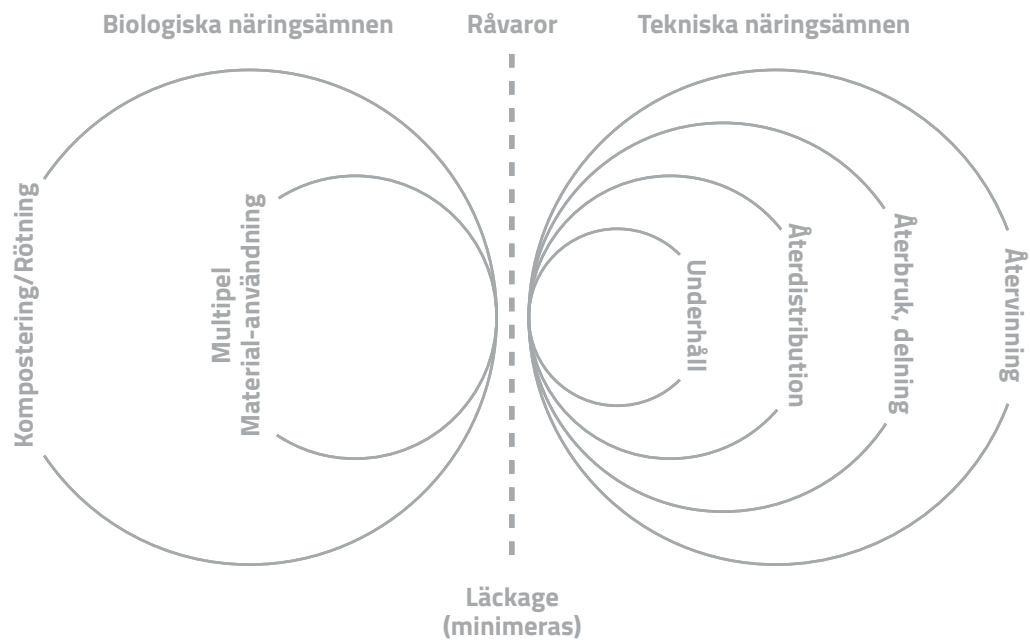 Biologiska näringsämnen
Råvaror
Tekniska näringsämnen
Kompostering/Rötning
Multipel
Material-användning
Underhåll
Återdistribution
Återbruk, delning
Återvinning
Läckage
(minimeras)